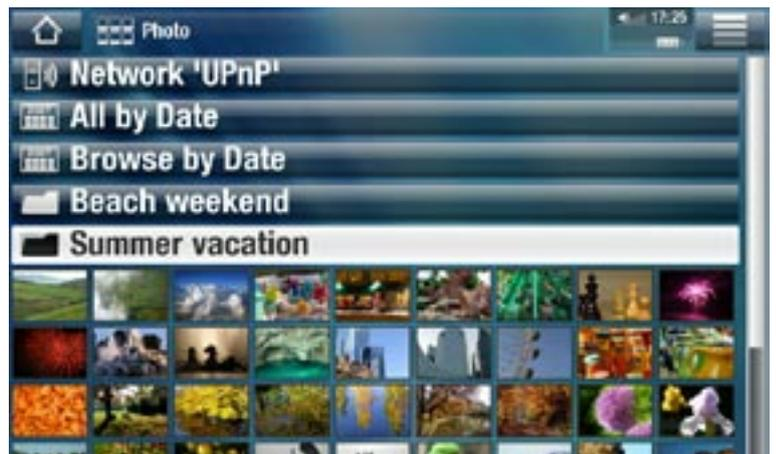 Photo
17:25
Network 'UPnP'
All by Date
Browse by Date
Beach weekend
Summer vacation